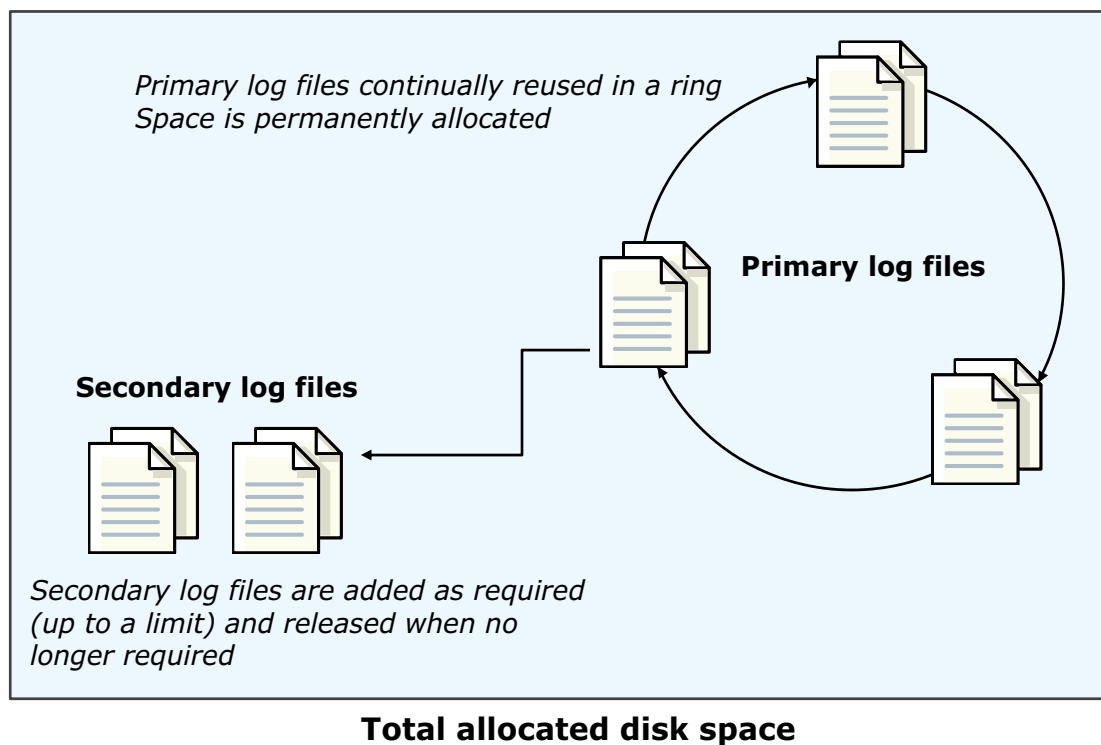 Primary log files continually reused in a ring
Space is permanently allocated
Primary log files
Secondary log files
Secondary log files are added as required
(up to a limit) and released when no
longer required
Total allocated disk space